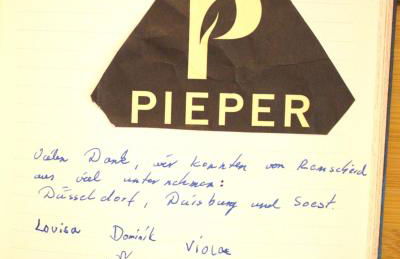 P
PIEPER
Vielen Dank, wir konnten von Remscheid
aus viel unternehmen:
Düsseldorf, Duisburg und Soest.
Louisa Dominik Violae